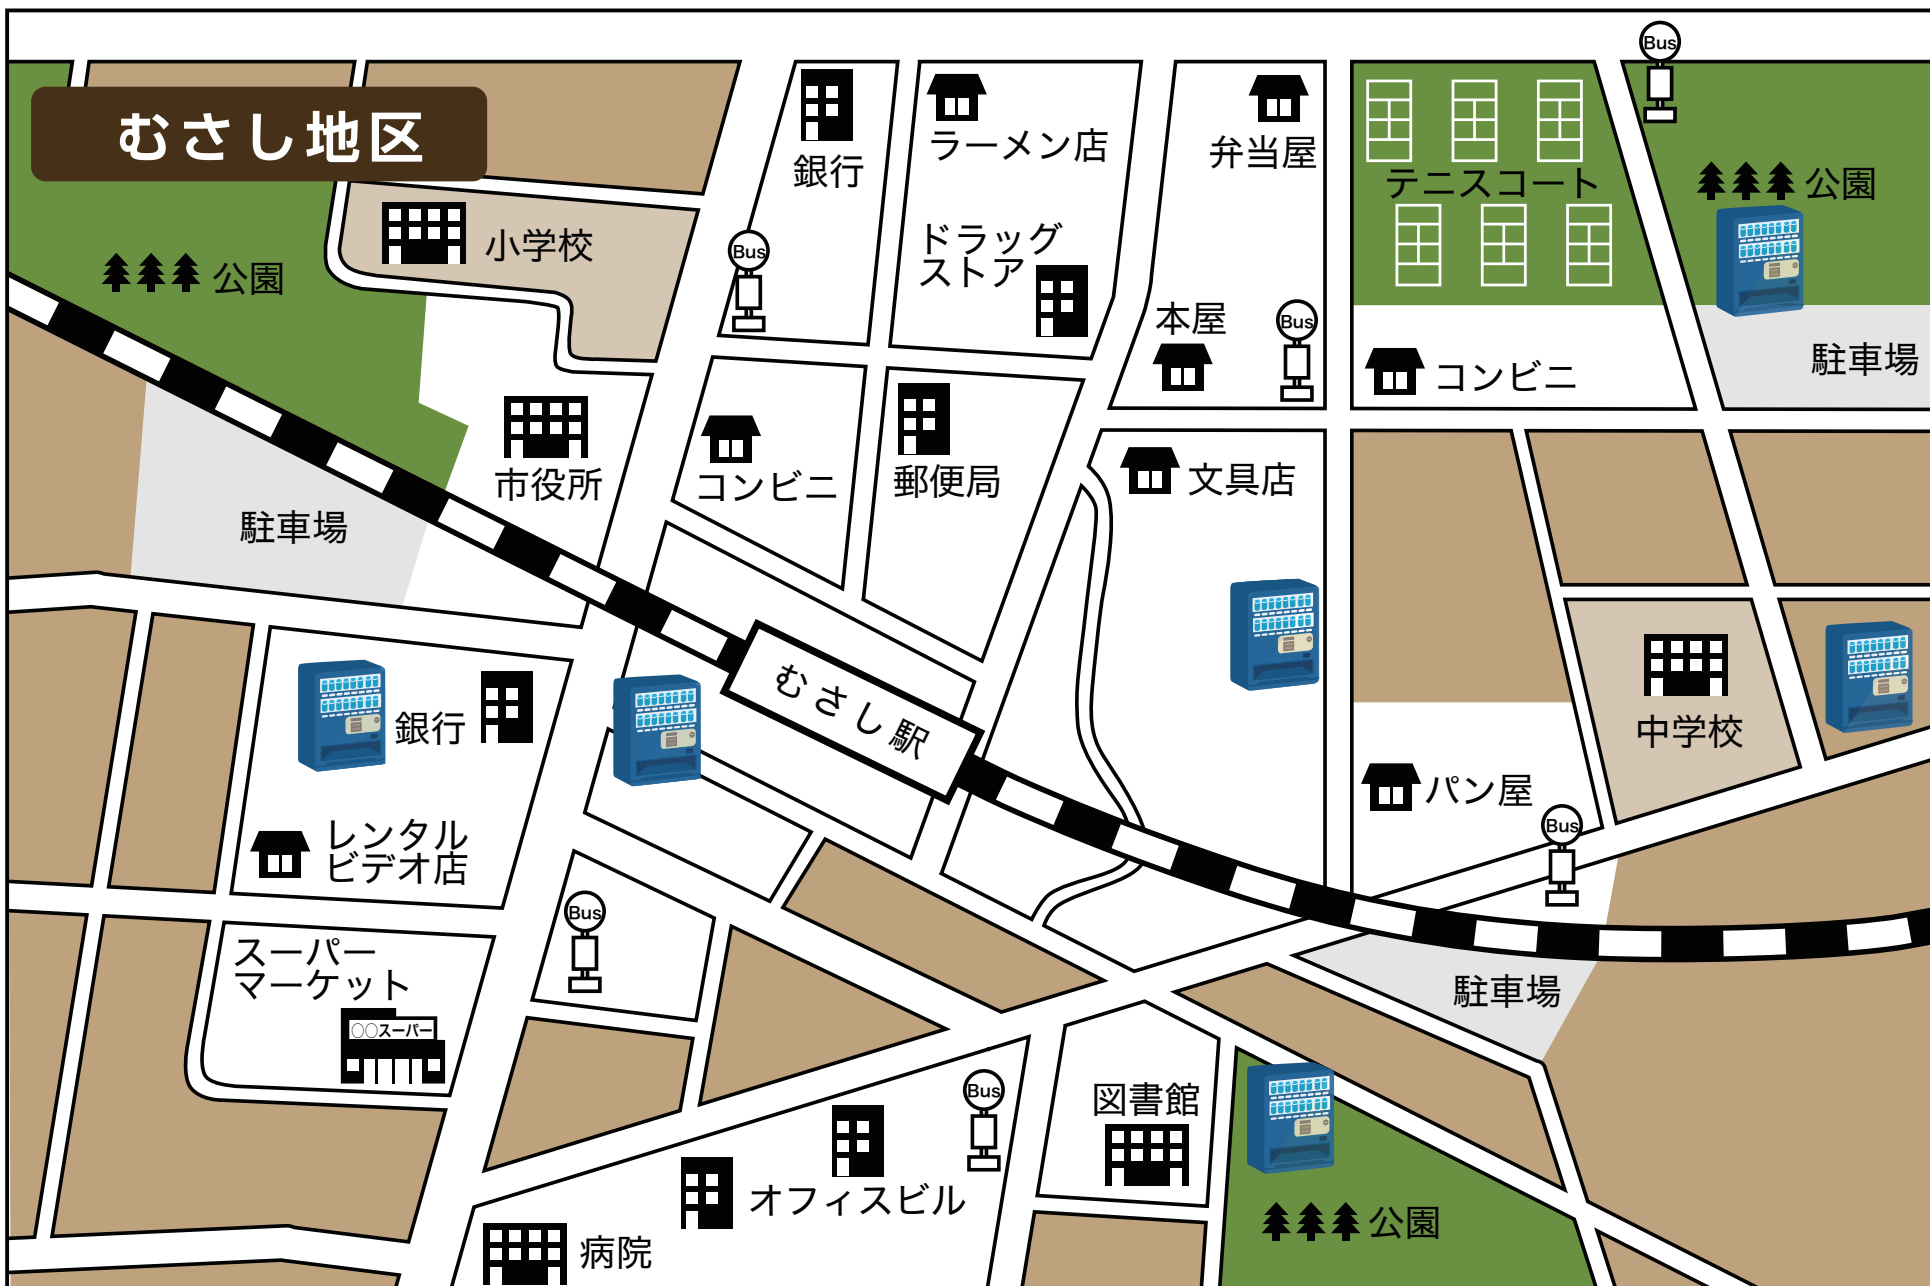 むさし地区
Bus
銀行
ラーメン店
弁当屋
テニスコート
公園
小学校
Bus
ドラッグ
ストア
公園
本屋
Bus
コンビニ
駐車場
市役所
コンビニ
郵便局
文具店
駐車場
むさし駅
銀行
中学校
パン屋
Bus
レンタル
ビデオ店
Bus
スーパー
マーケット
〇〇スーパー
駐車場
Bus
図書館
オフィスビル
公園
病院